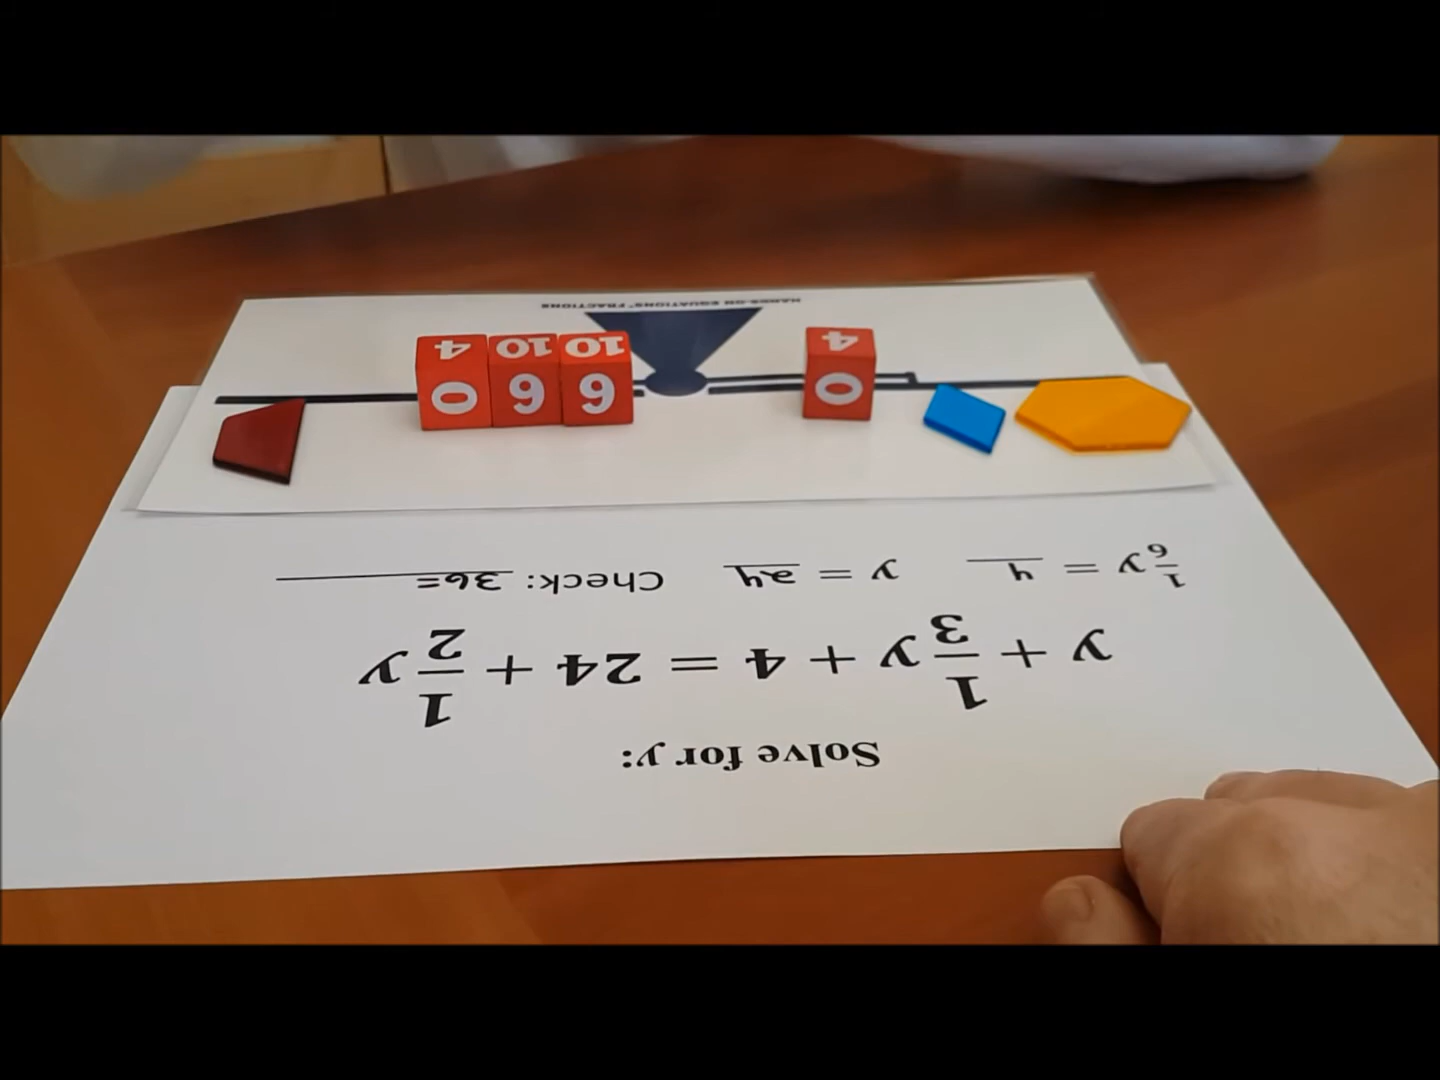 Solve for y:
y + 1/3 y + 4 = 24 + 1/2 y
1/6 y = 4 y = 24 Check: 36=
4 10 10 4
0 6 6 0
HANDS-ON EQUATIONS® FRACTIONS